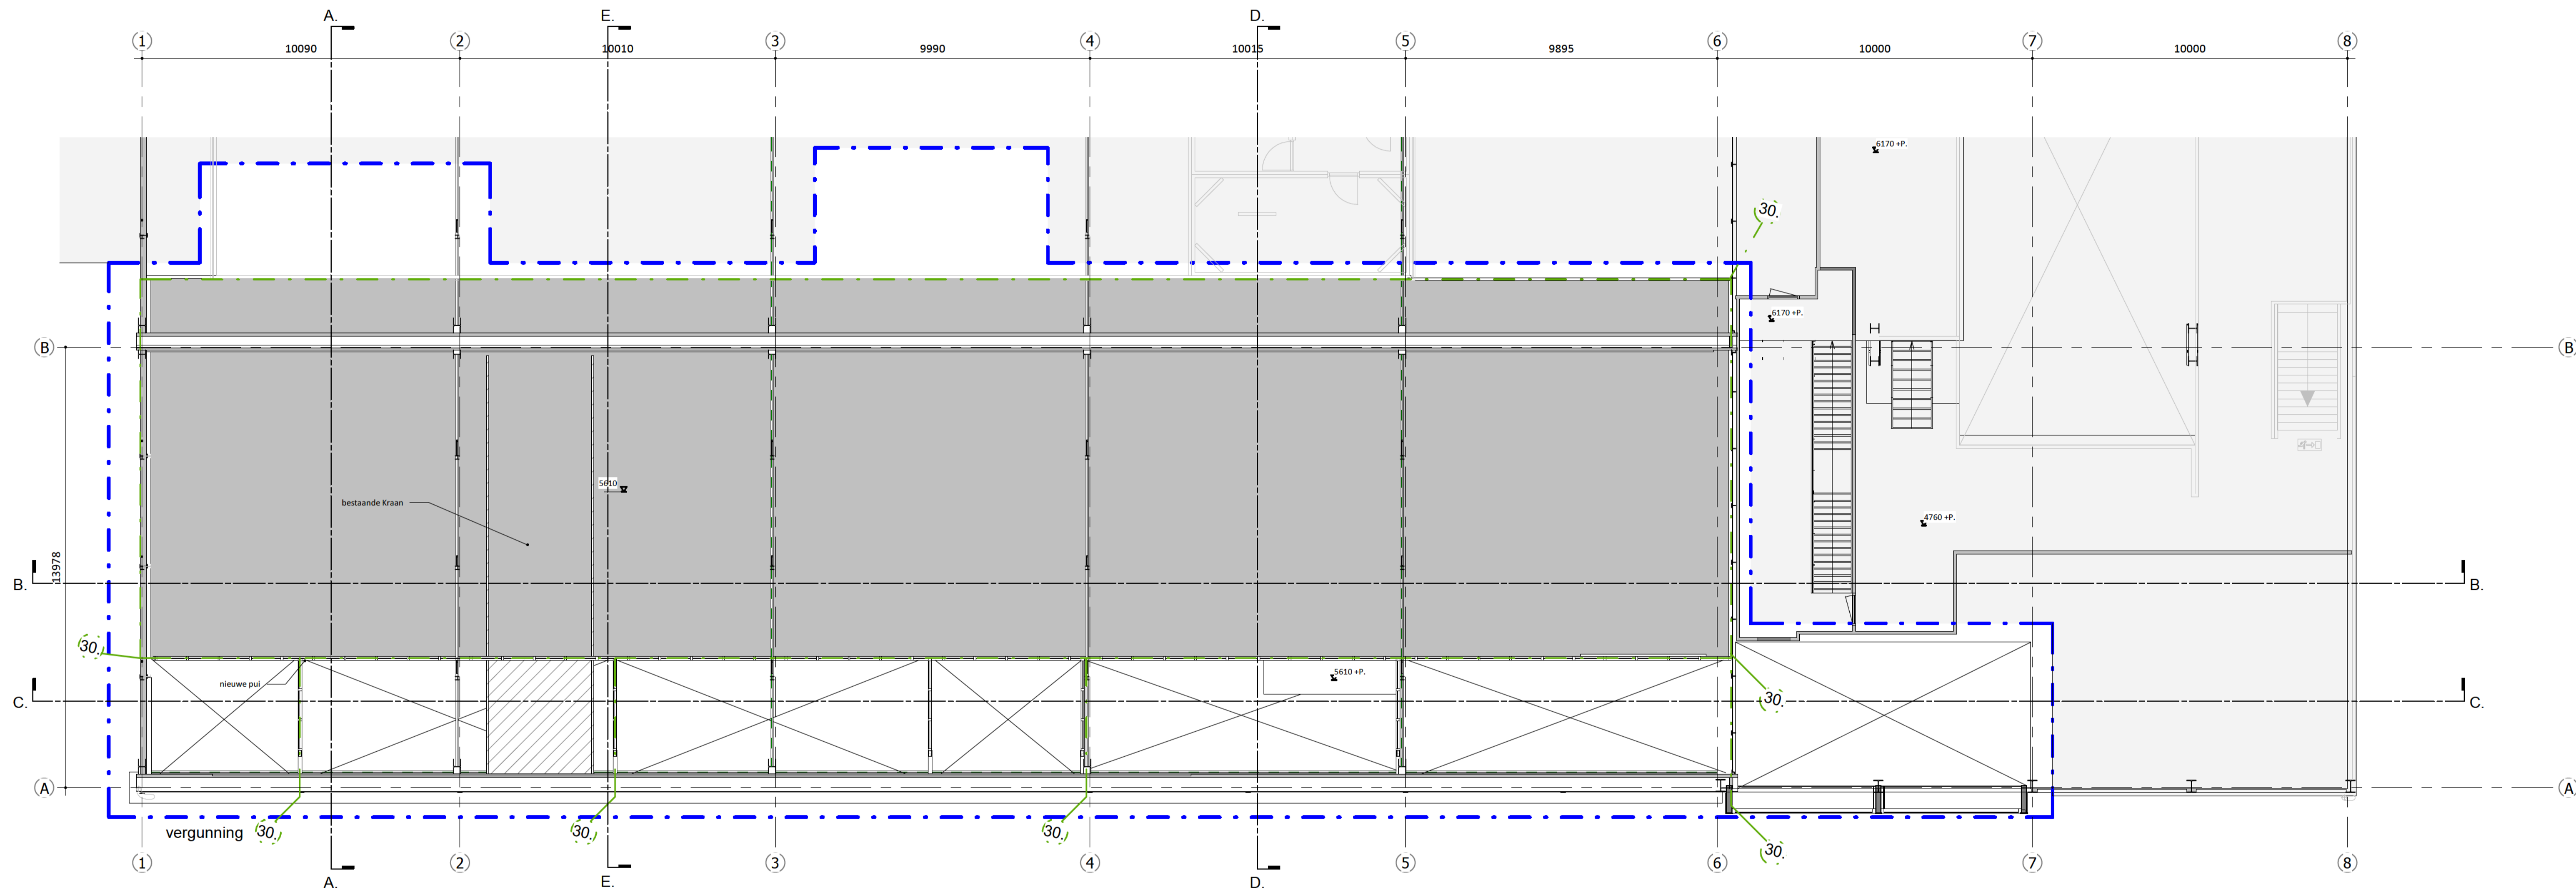 A. E. D.
1 2 3 4 5 6 7 8
10090 10010 9990 10015 9895 10000 10000
6170 +P.
30.
6170 +P.
B B
5610
bestaande Kraan
4760 +P.
13978
B. B.
30.
5610 +P.
nieuwe pui
C. 30. C.
A A
vergunning 30. 30. 30.
30.
1 2 3 4 5 6 7 8
A. E. D.